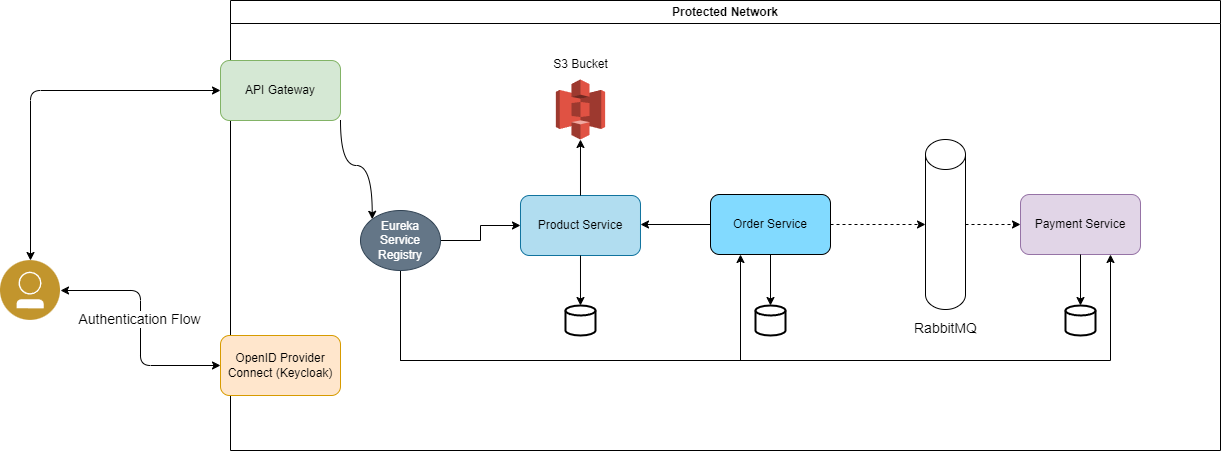 Protected Network
S3 Bucket
API Gateway
Eureka
Service
Registry
Product Service
Order Service
Payment Service
Authentication Flow
RabbitMQ
OpenID Provider
Connect (Keycloak)